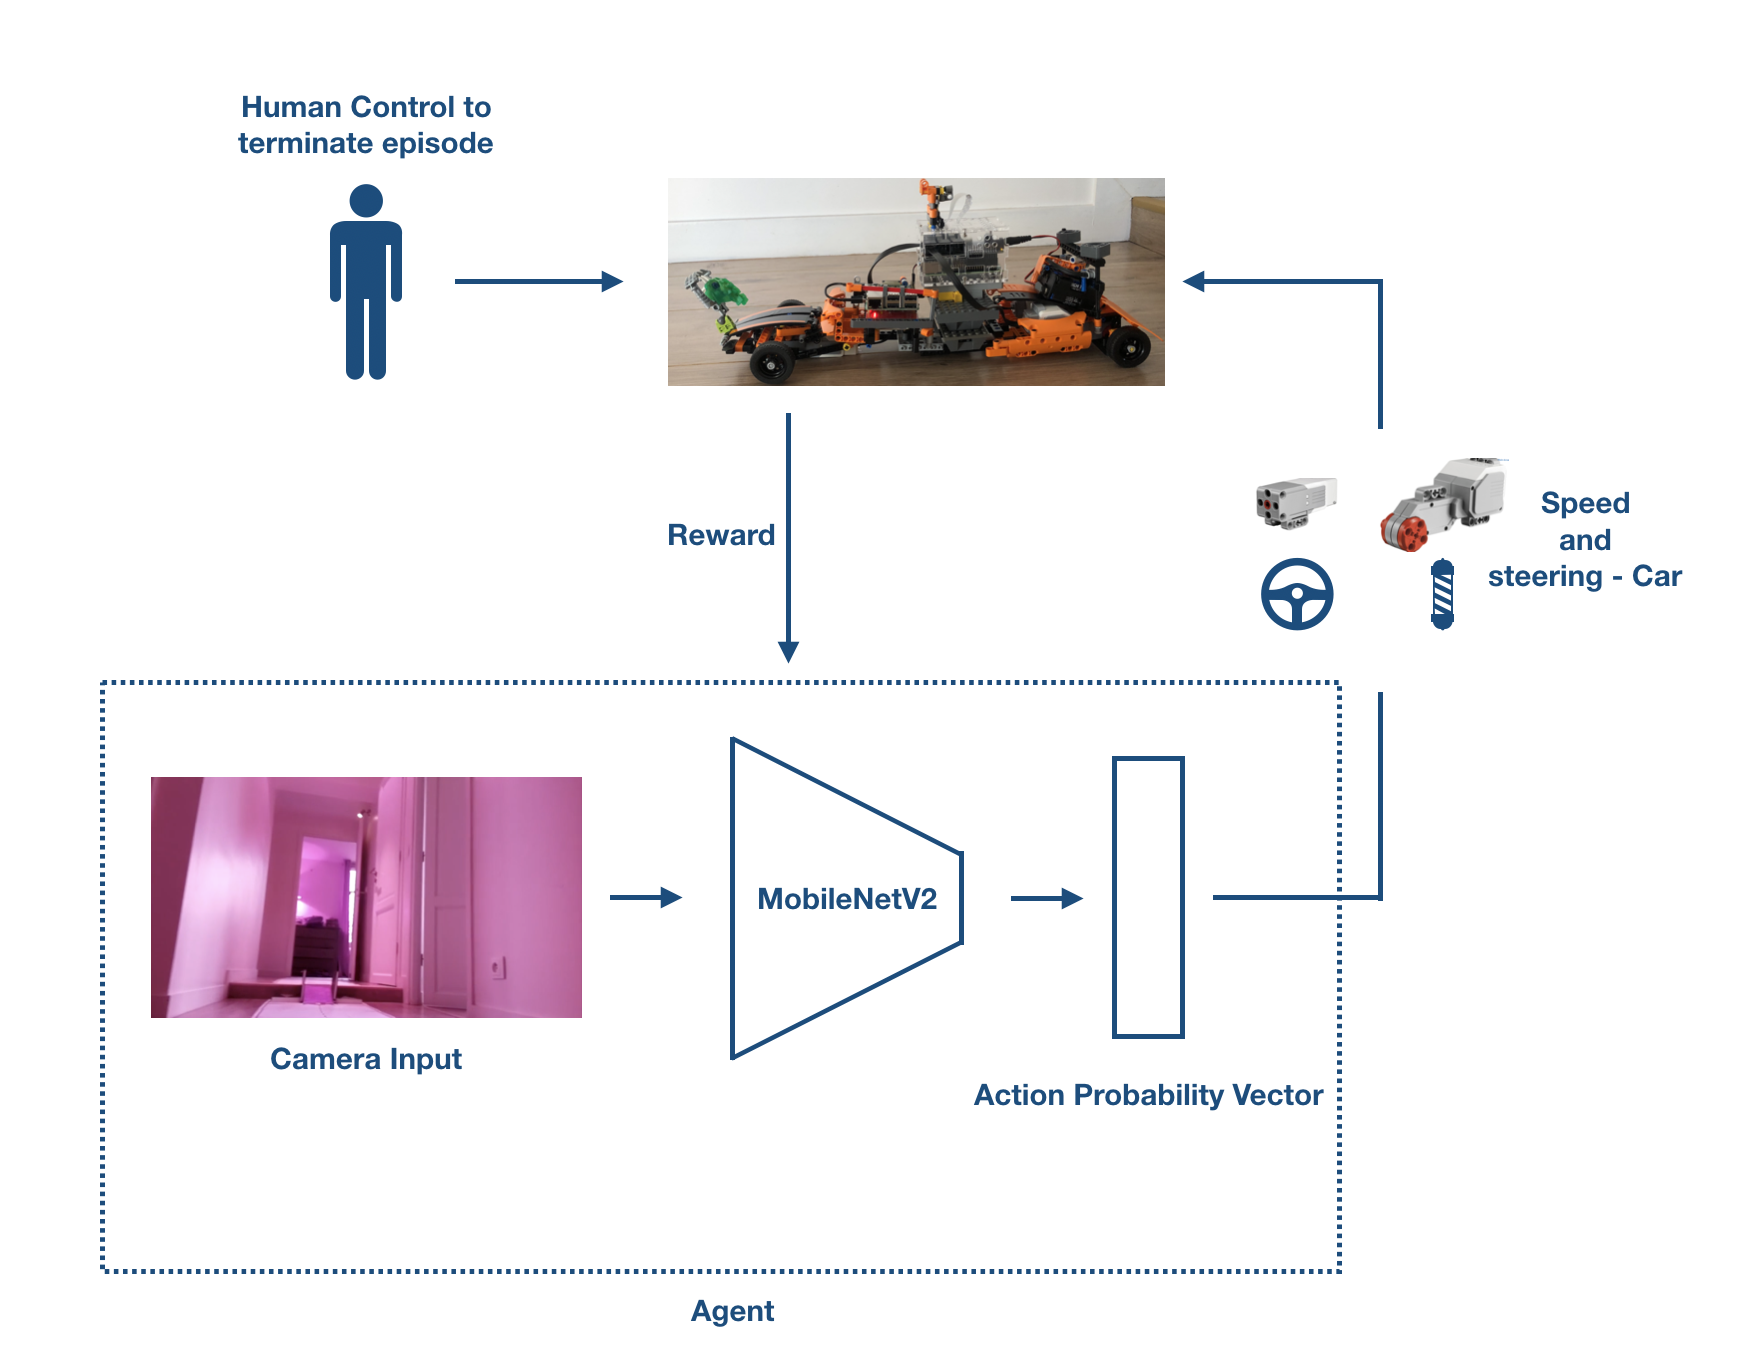 Human Control to
terminate episode
Reward
Speed
and
steering - Car
MobileNetV2
Camera Input
Action Probability Vector
Agent